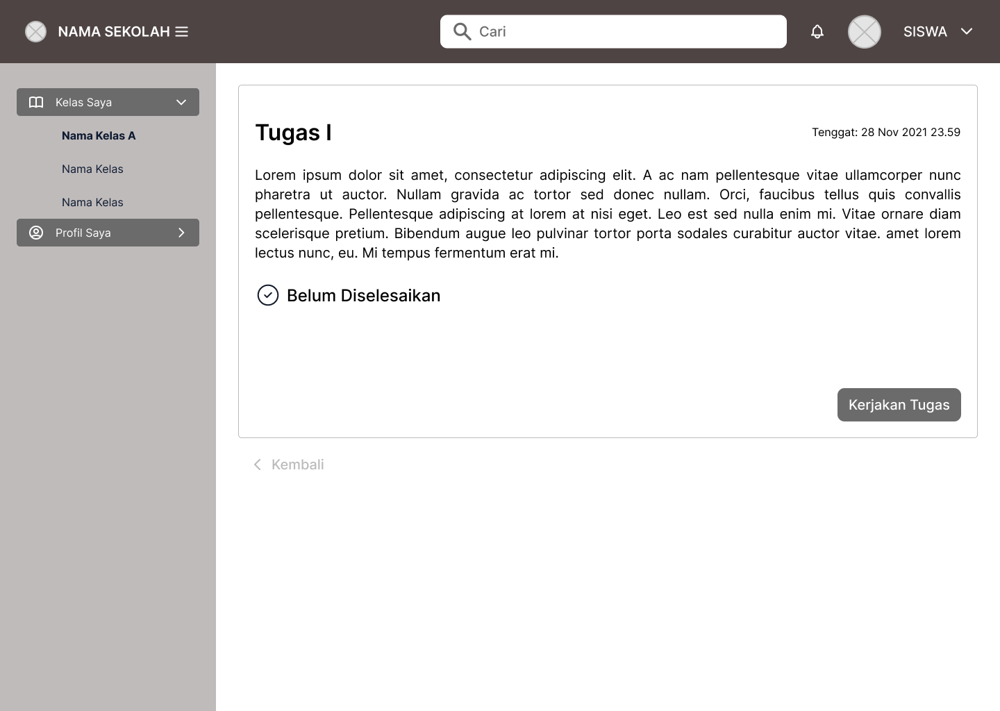 NAMA SEKOLAH
Cari
SISWA
Kelas Saya
Nama Kelas A
Nama Kelas
Nama Kelas
Profil Saya
Tugas I
Tenggat: 28 Nov 2021 23.59
Lorem ipsum dolor sit amet, consectetur adipiscing elit. A ac nam pellentesque vitae ullamcorper nunc
pharetra ut auctor. Nullam gravida ac tortor sed donec nullam. Orci, faucibus tellus quis convallis
pellentesque. Pellentesque adipiscing at lorem at nisi eget. Leo est sed nulla enim mi. Vitae ornare diam
scelerisque pretium. Bibendum augue leo pulvinar tortor porta sodales curabitur auctor vitae. amet lorem
lectus nunc, eu. Mi tempus fermentum erat mi.
Belum Diselesaikan
Kerjakan Tugas
Kembali